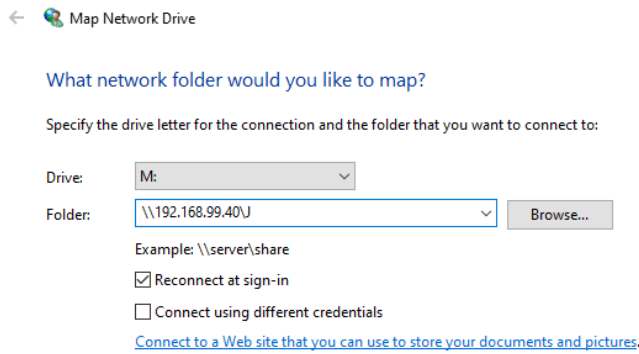 Map Network Drive
What network folder would you like to map?
Specify the drive letter for the connection and the folder that you want to connect to:
Drive: M:
Folder: \\192.168.99.40\J Browse...
Example: \\server\share
Reconnect at sign-in
Connect using different credentials
Connect to a Web site that you can use to store your documents and pictures.